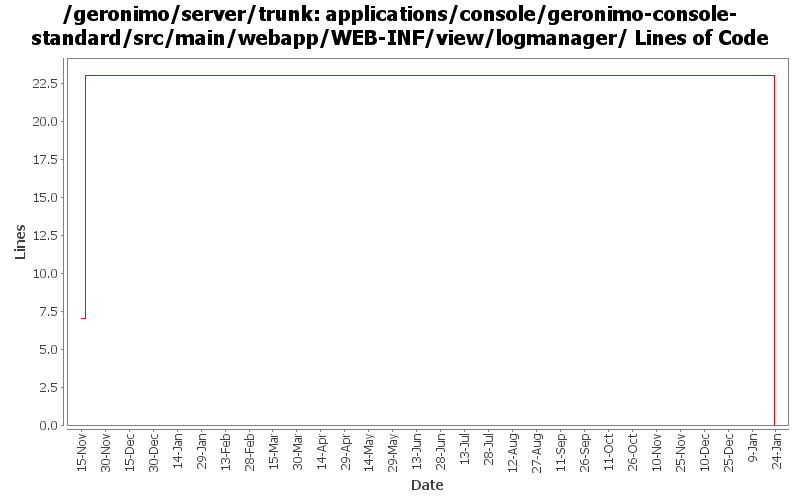 /geronimo/server/trunk: applications/console/geronimo-console-
standard/src/main/webapp/WEB-INF/view/logmanager/ Lines of Code
Lines
22.5
20.0
17.5
15.0
12.5
10.0
7.5
5.0
2.5
0.0
15-Nov
30-Nov
15-Dec
30-Dec
14-Jan
29-Jan
13-Feb
28-Feb
15-Mar
30-Mar
14-Apr
29-Apr
14-May
29-May
13-Jun
28-Jun
13-Jul
28-Jul
12-Aug
27-Aug
11-Sep
26-Sep
11-Oct
26-Oct
10-Nov
25-Nov
10-Dec
25-Dec
9-Jan
24-Jan
Date